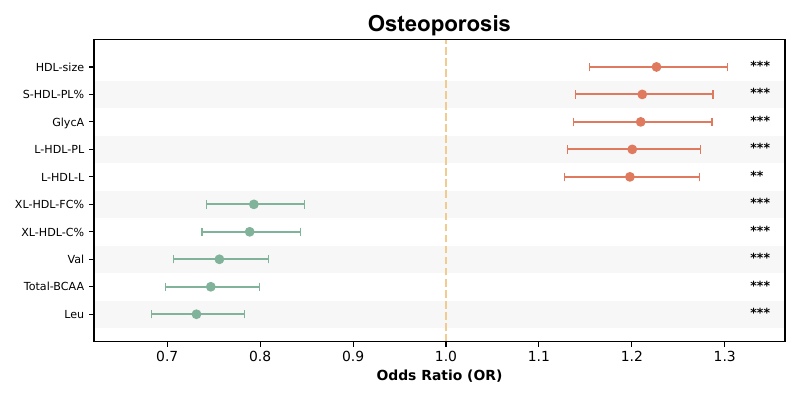 Osteoporosis
HDL-size ***
S-HDL-PL% ***
GlycA ***
L-HDL-PL ***
L-HDL-L **
XL-HDL-FC% ***
XL-HDL-C% ***
Val ***
Total-BCAA ***
Leu ***
0.7 0.8 0.9 1.0 1.1 1.2 1.3
Odds Ratio (OR)